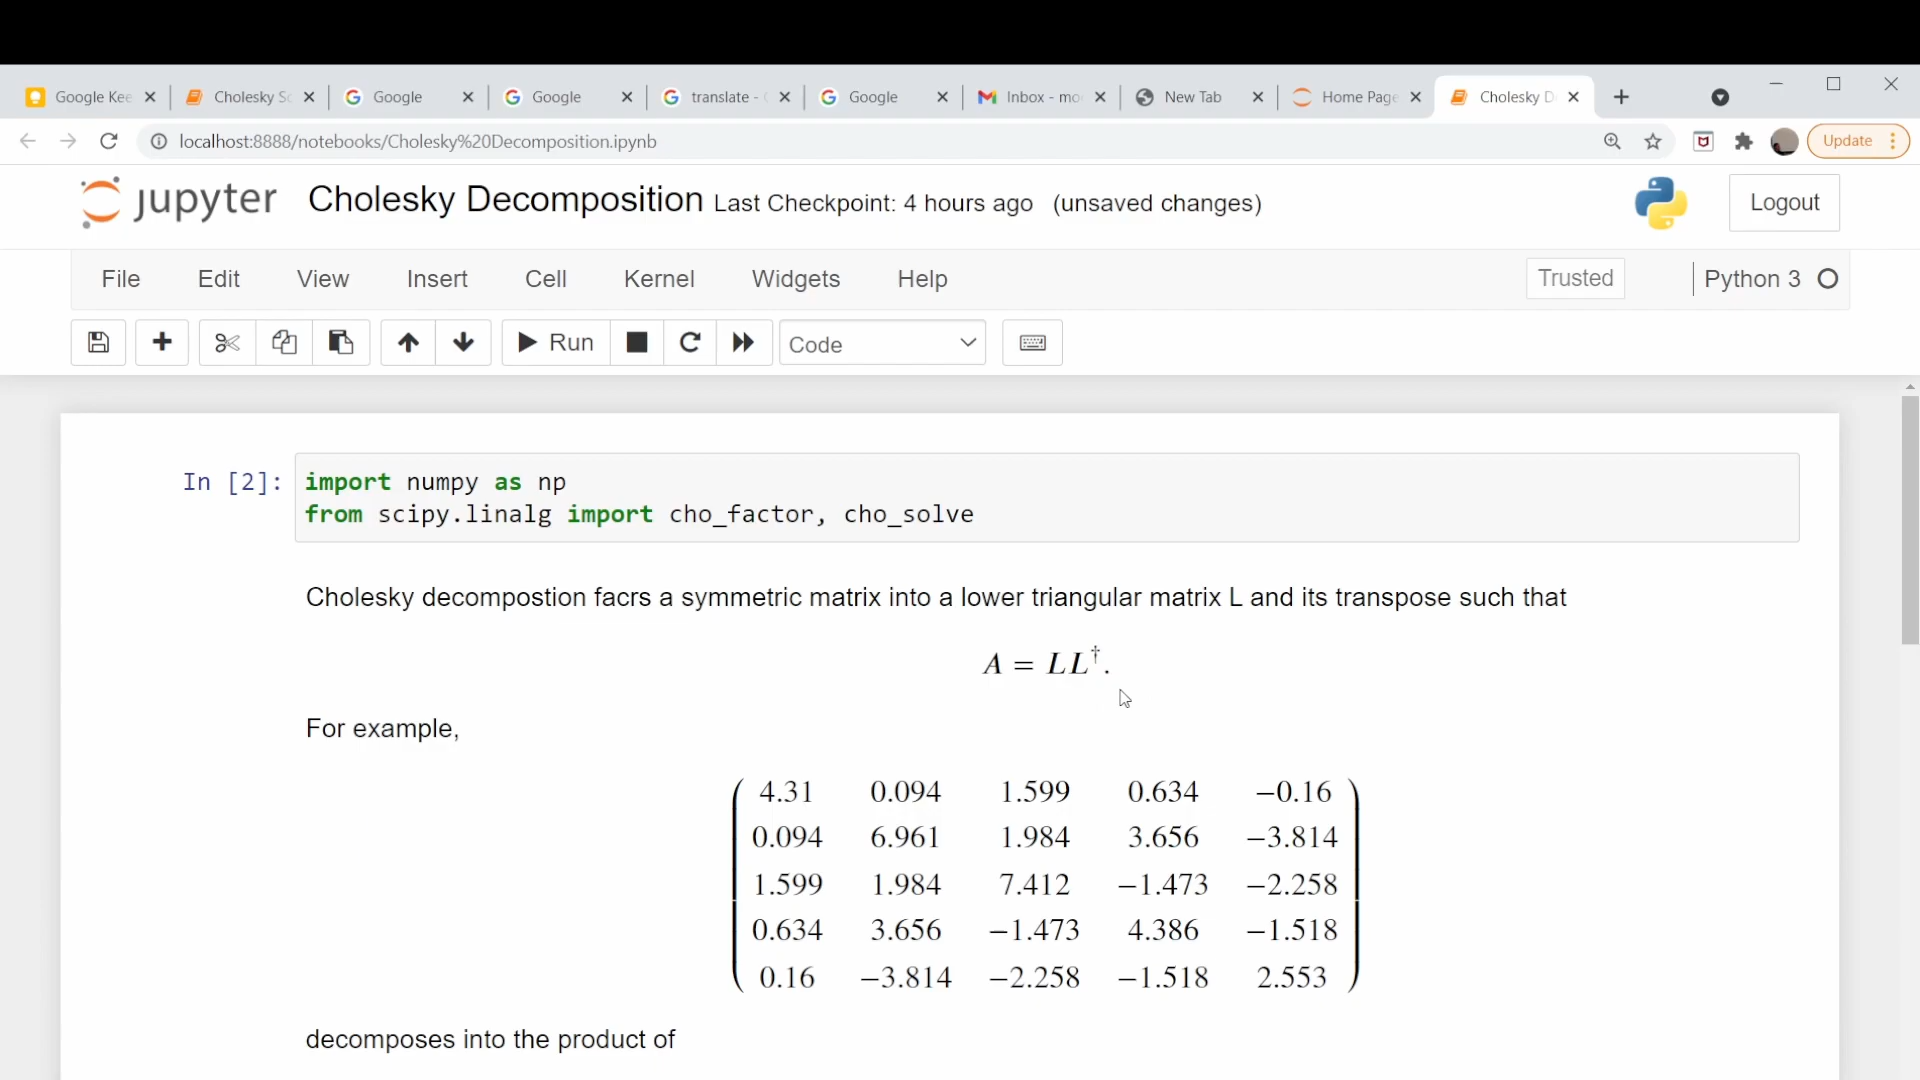 Google Kee
Cholesky Sc
Google
Google
translate - G
Google
Inbox - mo
New Tab
Home Page
Cholesky D
localhost:8888/notebooks/Cholesky%20Decomposition.ipynb
Update
jupyter Cholesky Decomposition Last Checkpoint: 4 hours ago (unsaved changes)
Logout
File Edit View Insert Cell Kernel Widgets Help
Trusted
Python 3
Run
Code
In [2]: import numpy as np
from scipy.linalg import cho_factor, cho_solve
Cholesky decompostion facrs a symmetric matrix into a lower triangular matrix L and its transpose such that
A = LL†.
For example,
4.31 0.094 1.599 0.634 −0.16
0.094 6.961 1.984 3.656 −3.814
1.599 1.984 7.412 −1.473 −2.258
0.634 3.656 −1.473 4.386 −1.518
0.16 −3.814 −2.258 −1.518 2.553
decomposes into the product of